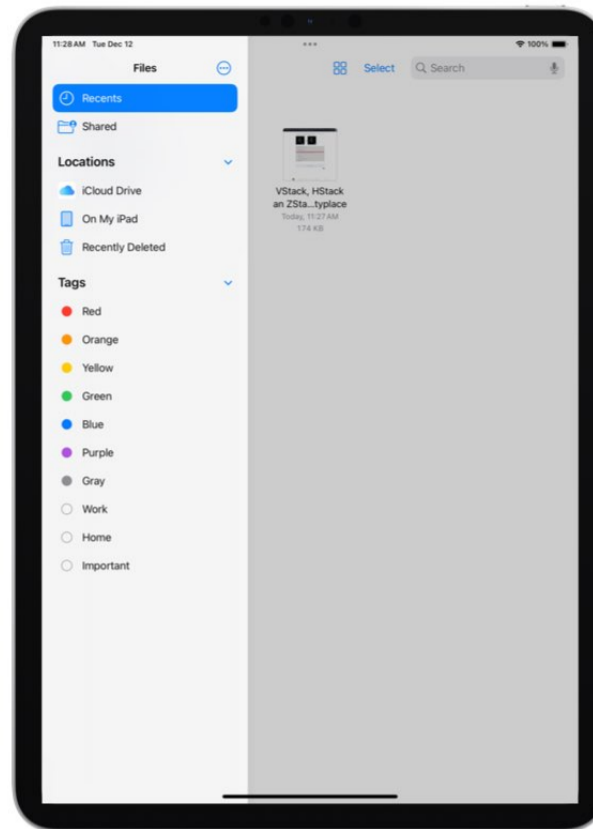 11:28 AM Tue Dec 12
100%
Files
Select
Search
Recents
Shared
Locations
iCloud Drive
On My iPad
Recently Deleted
Tags
Red
Orange
Yellow
Green
Blue
Purple
Gray
Work
Home
Important
VStack, HStack
an ZSta...typlace
Today, 11:27 AM
174 KB